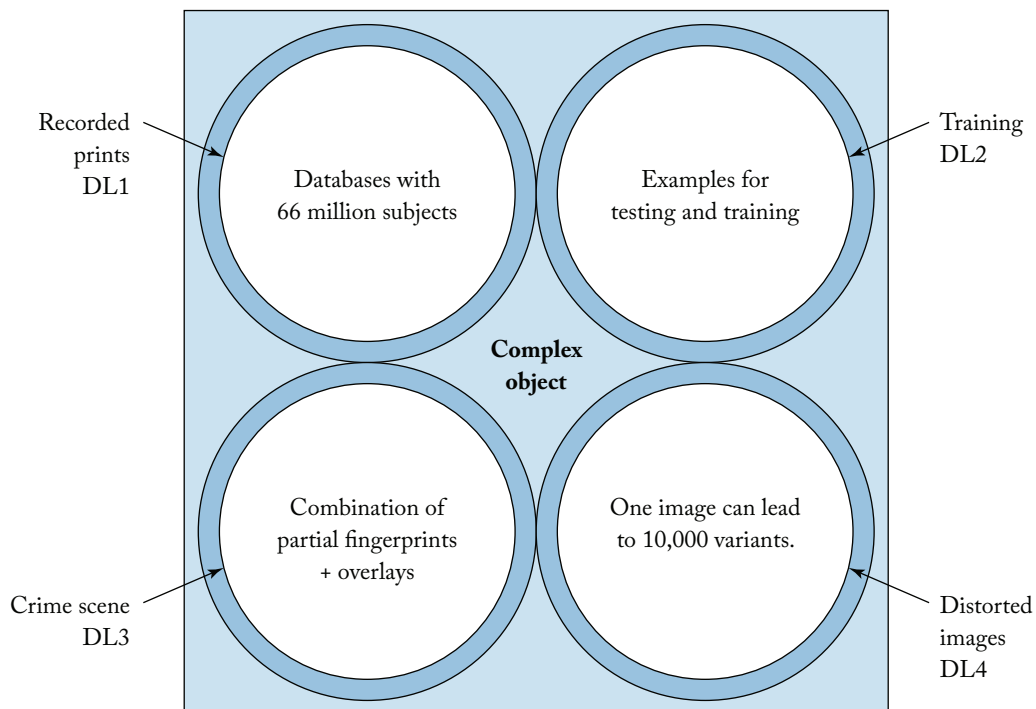 Recorded
prints
DL1
Databases with
66 million subjects
Examples for
testing and training
Training
DL2
Complex
object
Crime scene
DL3
Combination of
partial fingerprints
+ overlays
One image can lead
to 10,000 variants.
Distorted
images
DL4